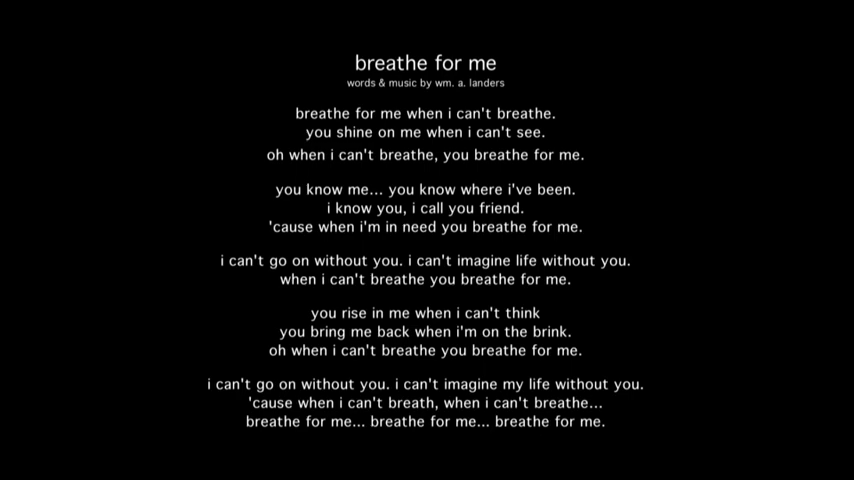 breathe for me
words & music by wm. a. landers
breathe for me when i can't breathe.
you shine on me when i can't see.
oh when i can't breathe, you breathe for me.
you know me... you know where i've been.
i know you, i call you friend.
'cause when i'm in need you breathe for me.
i can't go on without you. i can't imagine life without you.
when i can't breathe you breathe for me.
you rise in me when i can't think
you bring me back when i'm on the brink.
oh when i can't breathe you breathe for me.
i can't go on without you. i can't imagine my life without you.
'cause when i can't breath, when i can't breathe...
breathe for me... breathe for me... breathe for me.